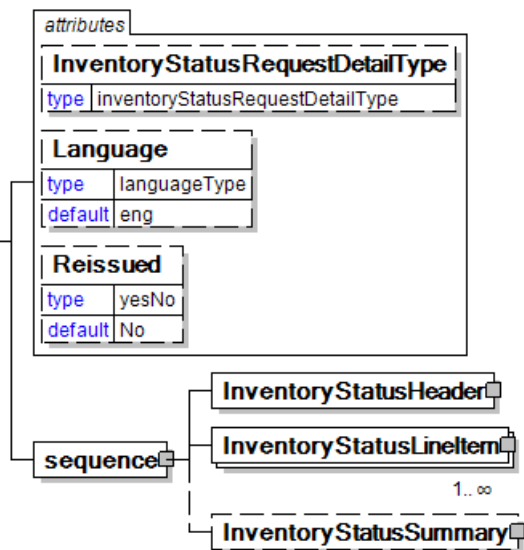 attributes
InventoryStatusRequestDetailType
type inventoryStatusRequestDetailType
Language
type languageType
default eng
Reissued
type yesNo
default No
InventoryStatusHeader
InventoryStatusLineItem
sequence
1..∞
InventoryStatusSummary